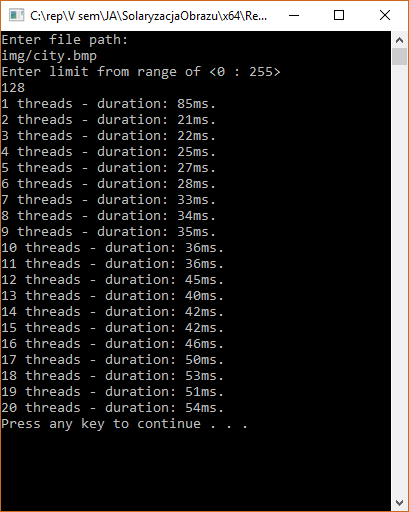 C:\rep\V sem\JA\SolaryzacjaObrazu\x64\Re...
Enter file path:
img/city.bmp
Enter limit from range of <0 : 255>
128
1 threads - duration: 85ms.
2 threads - duration: 21ms.
3 threads - duration: 22ms.
4 threads - duration: 25ms.
5 threads - duration: 27ms.
6 threads - duration: 28ms.
7 threads - duration: 33ms.
8 threads - duration: 34ms.
9 threads - duration: 35ms.
10 threads - duration: 36ms.
11 threads - duration: 36ms.
12 threads - duration: 45ms.
13 threads - duration: 40ms.
14 threads - duration: 42ms.
15 threads - duration: 42ms.
16 threads - duration: 46ms.
17 threads - duration: 50ms.
18 threads - duration: 53ms.
19 threads - duration: 51ms.
20 threads - duration: 54ms.
Press any key to continue . . .